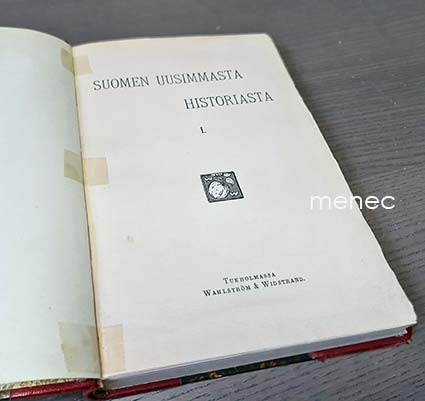 SUOMEN UUSIMMASTA
HISTORIASTA
I.
menec
TUKHOLMASSA
WAHLSTRÖM & WIDSTRAND.